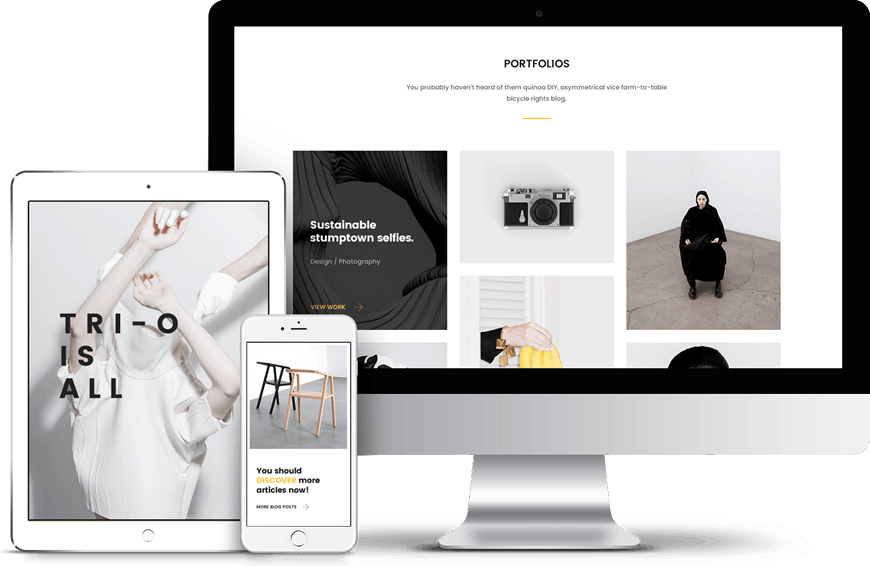 PORTFOLIOS
You probably haven't heard of them quinoa DIY, asymmetrical vice farm-to-table
bicycle rights blog.
Sustainable
stumptown selfies.
Design / Photography
VIEW WORK
TRI-O
IS
ALL
You should
DISCOVER more
articles now!
MORE BLOG POSTS